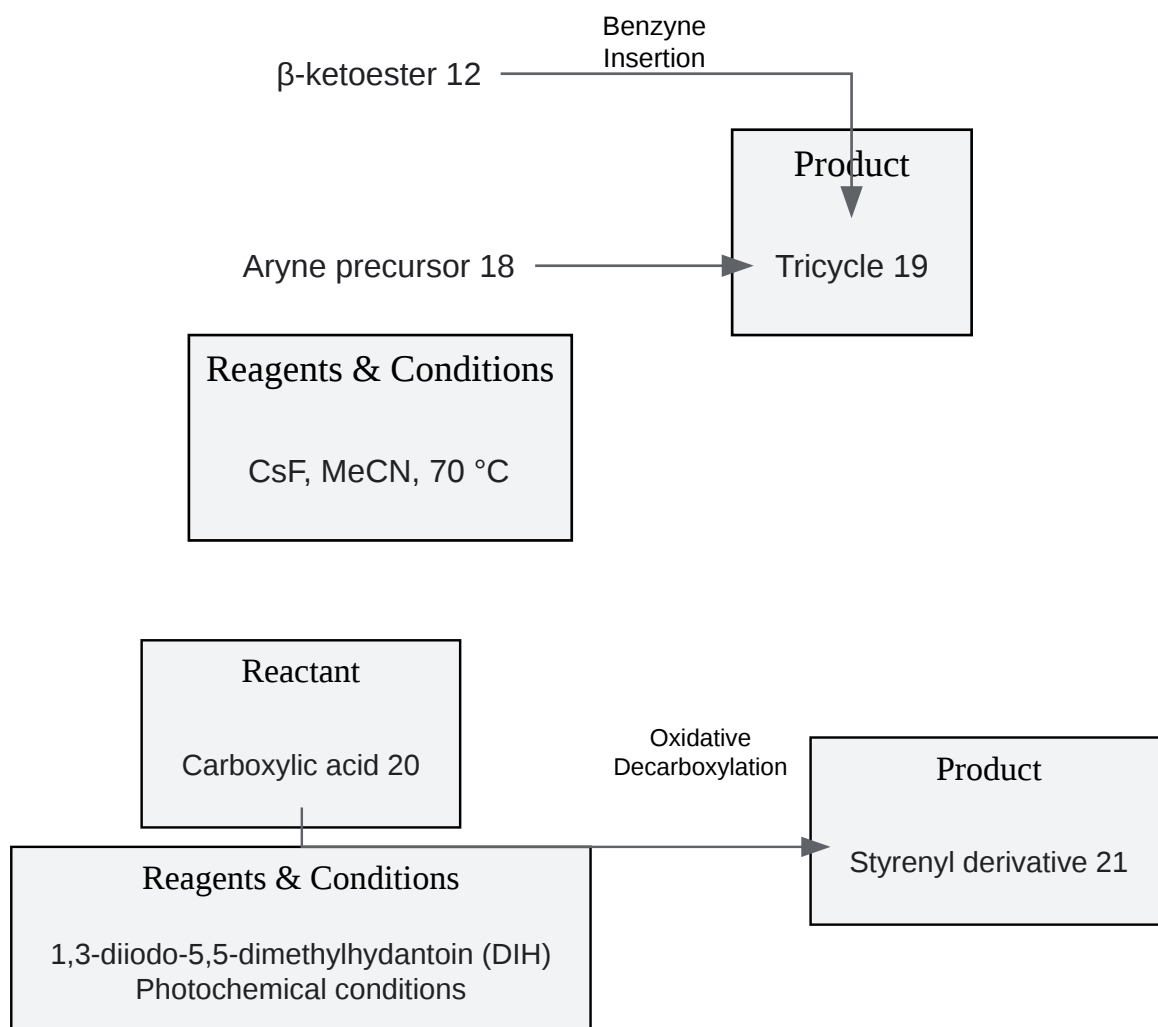 Benzyne
Insertion
β-ketoester 12
Product
Aryne precursor 18
Tricycle 19
Reagents & Conditions
CsF, MeCN, 70 °C
Reactant
Carboxylic acid 20
Oxidative
Decarboxylation
Product
Styrenyl derivative 21
Reagents & Conditions
1,3-diiodo-5,5-dimethylhydantoin (DIH)
Photochemical conditions